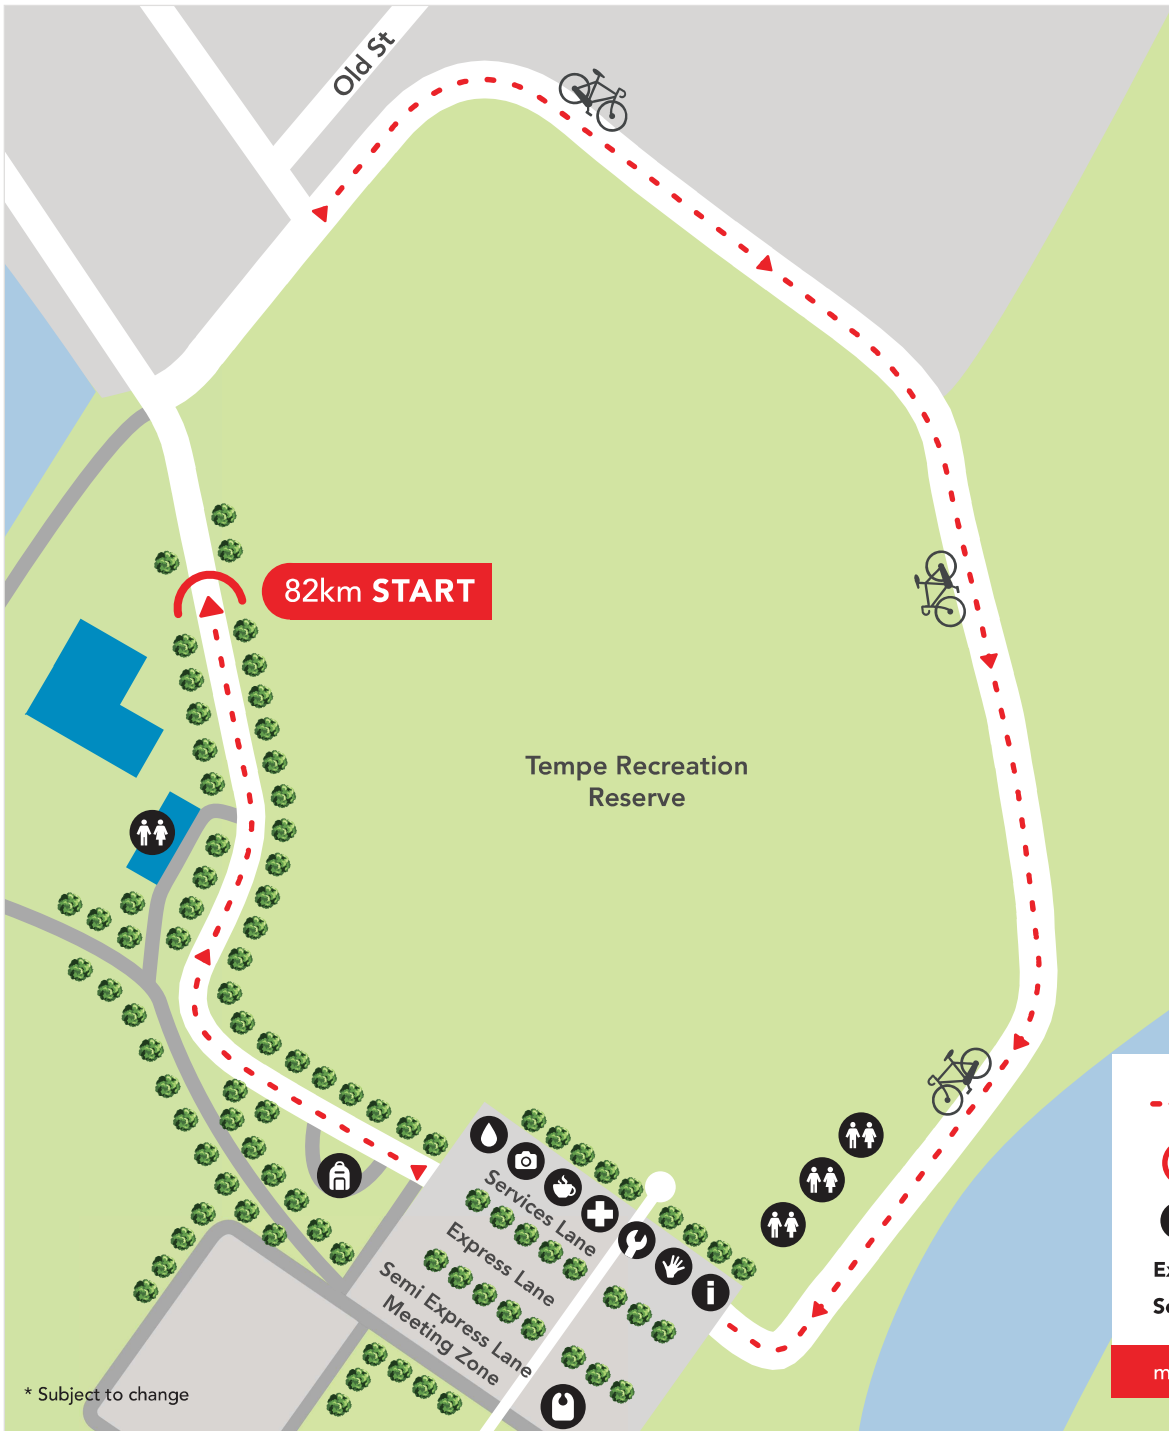 Old St
82km START
Tempe Recreation
Reserve
Services Lane
Express Lane
Semi Express Lane
Meeting Zone
* Subject to change